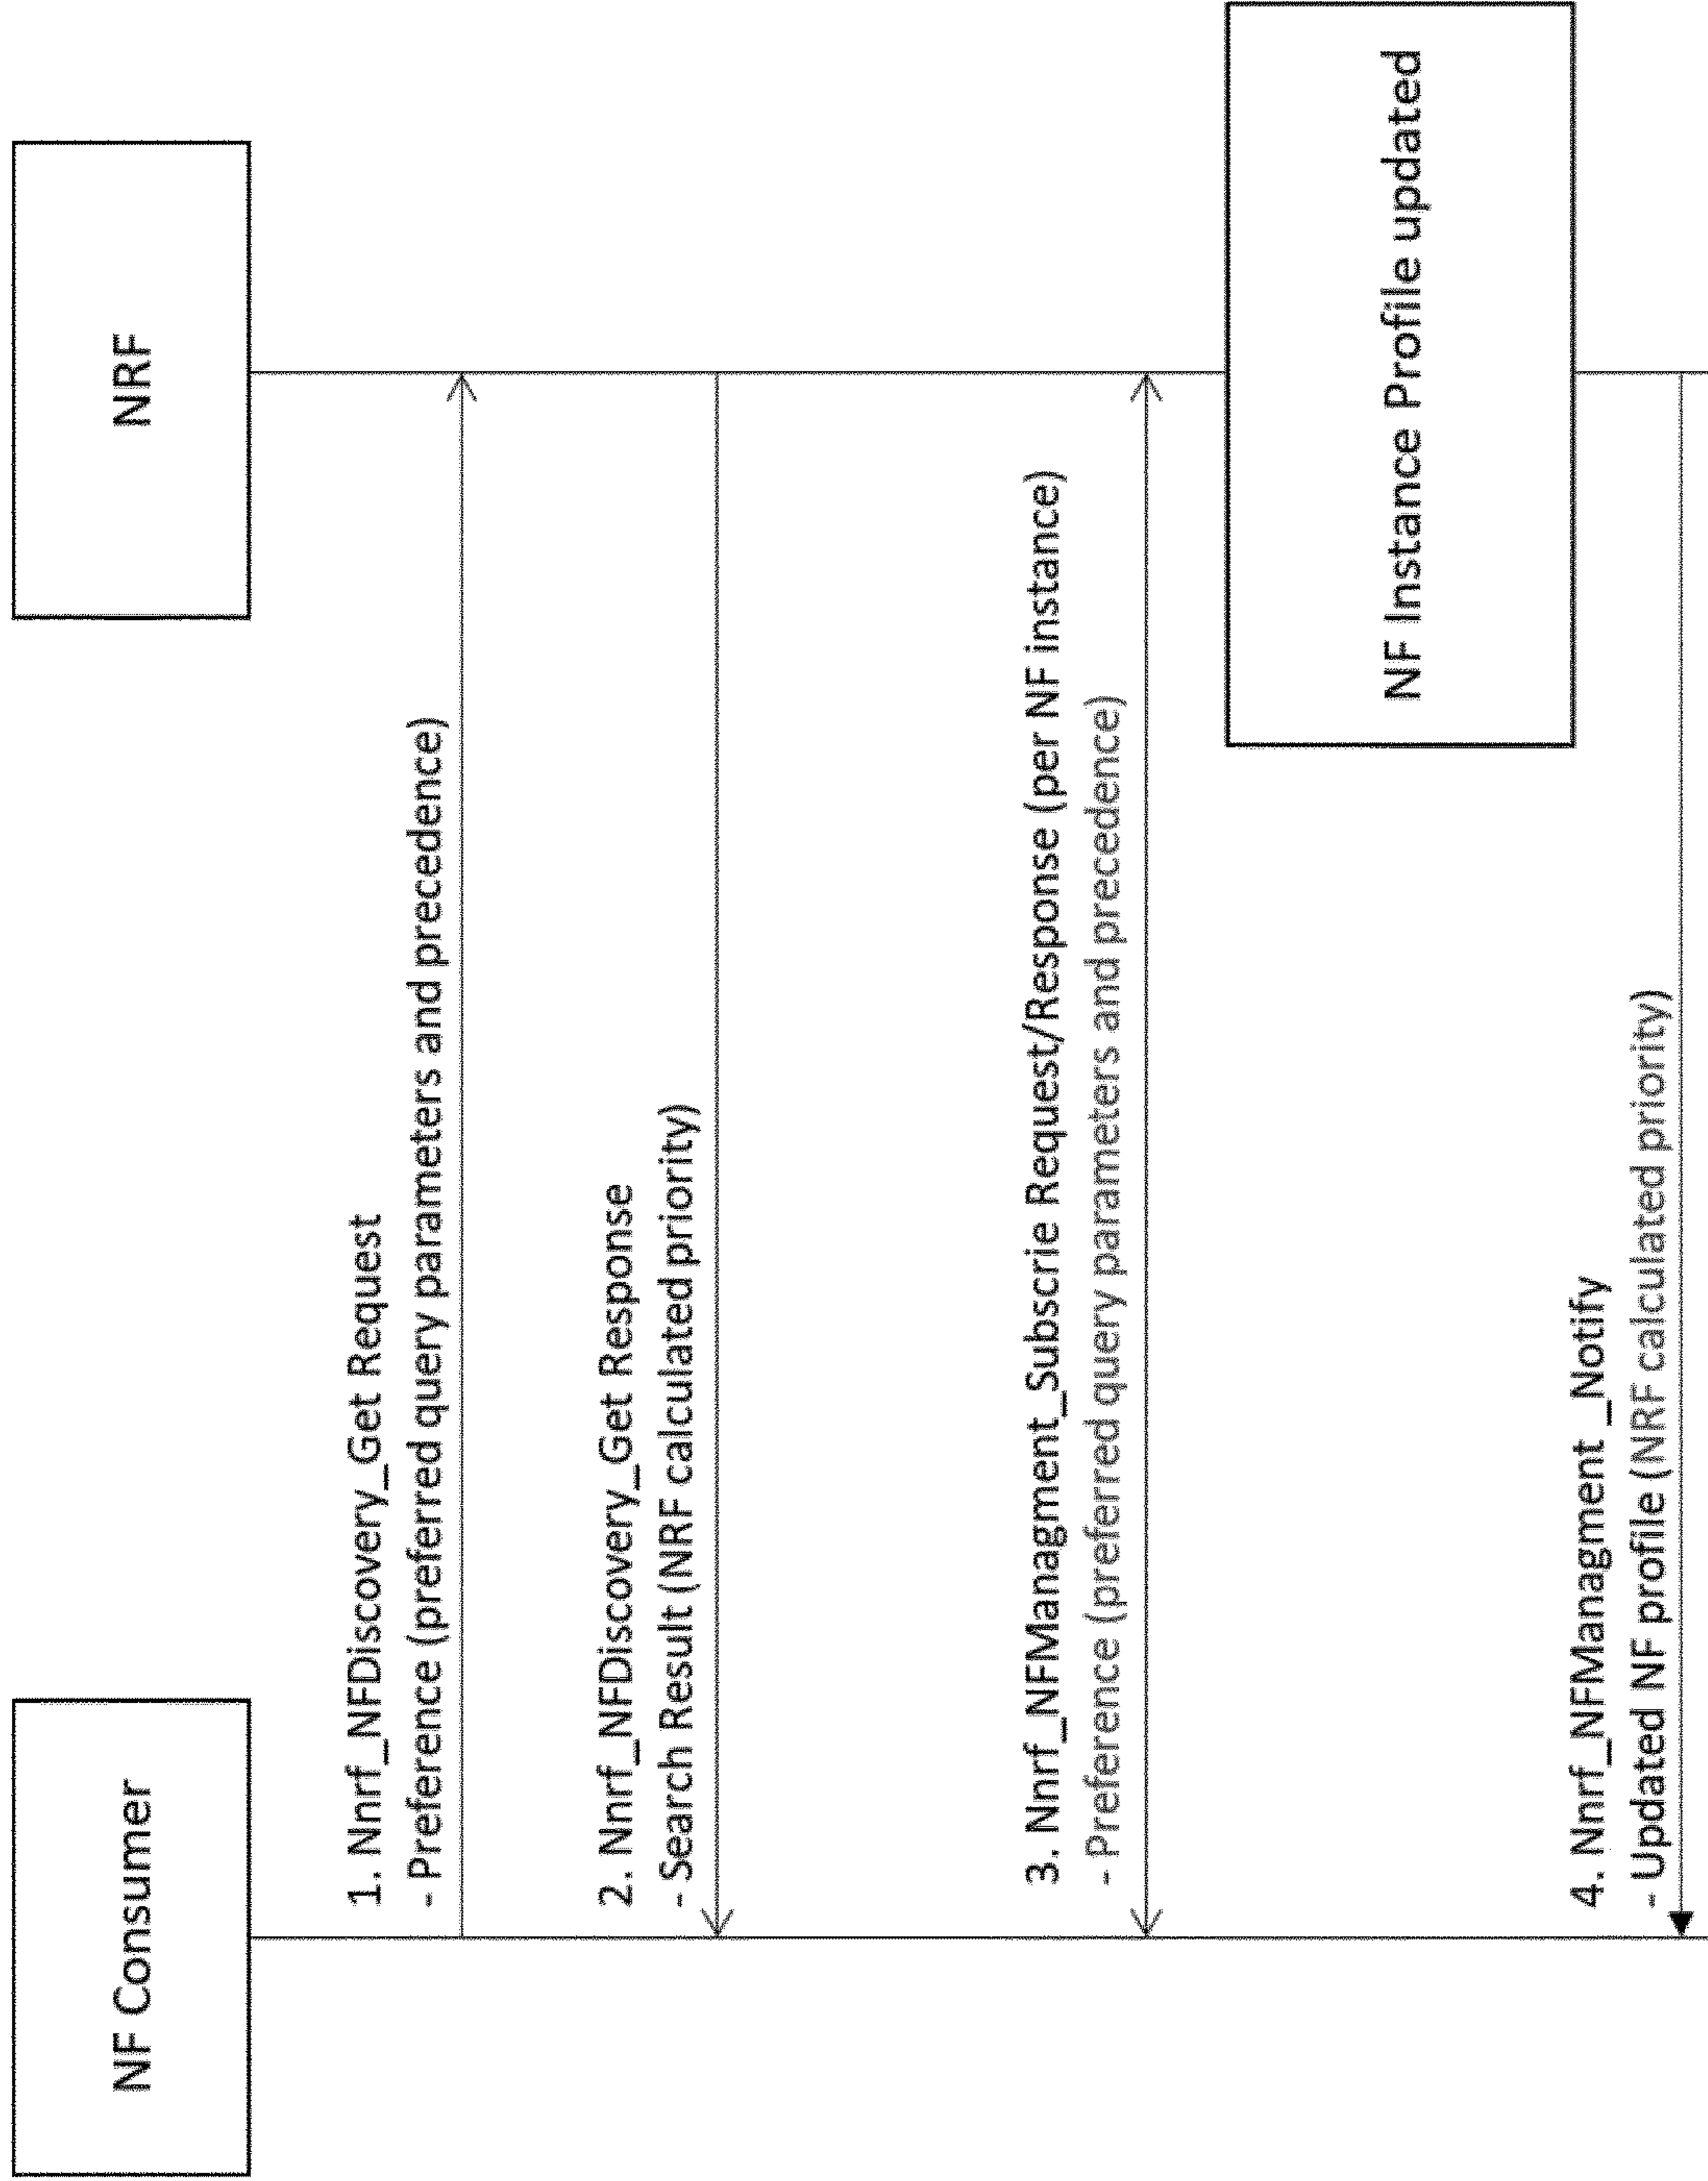 NF Consumer
NRF
1. Nnrf_NFDiscovery_Get Request
- Preference (preferred query parameters and precedence)
2. Nnrf_NFDiscovery_Get Response
- Search Result (NRF calculated priority)
3. Nnrf_NFManagment_Subscrie Request/Response (per NF instance)
- Preference (preferred query parameters and precedence)
NF Instance Profile updated
4. Nnrf_NFManagment _Notify
- Updated NF profile (NRF calculated priority)